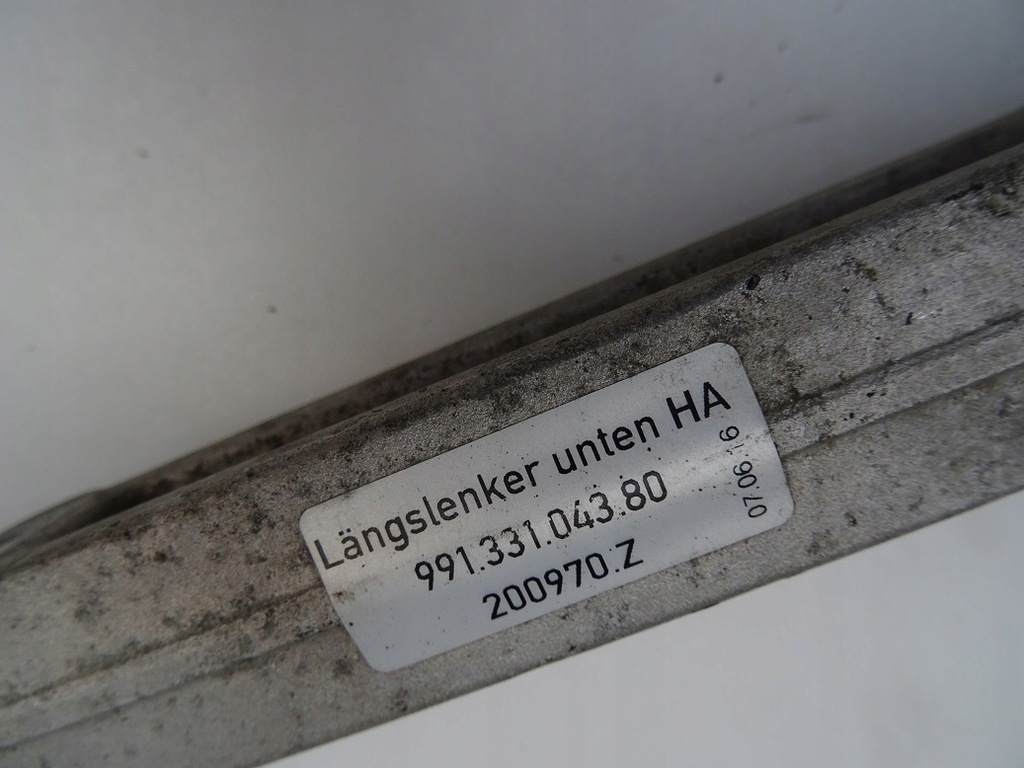 Längslenker unten HA
991.331.043.80
200970.Z
07.06.16